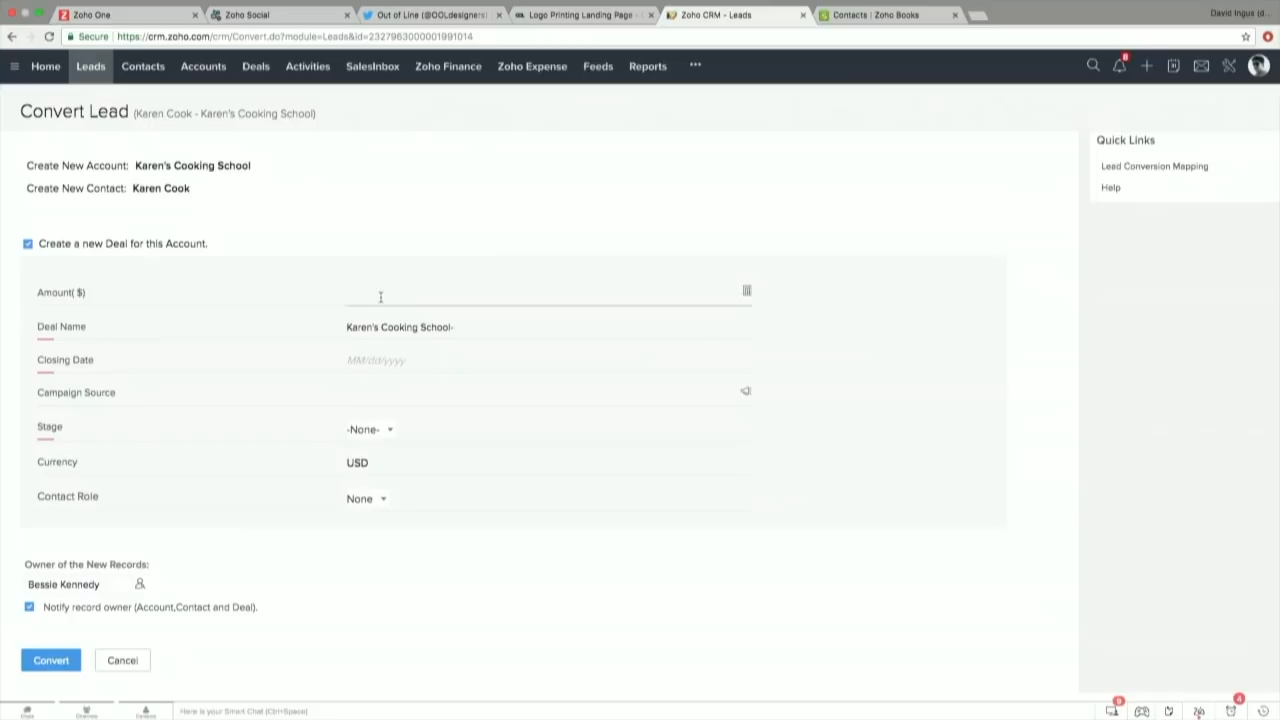 Zoho One
Zoho Social
Out of Line (@OOLdesigners)
Logo Printing Landing Page -
Zoho CRM - Leads
Contacts | Zoho Books
David Ingus (d...
Secure | https://crm.zoho.com/crm/Convert.do?module=Leads&id=2327963000001991014
Home
Leads
Contacts
Accounts
Deals
Activities
SalesInbox
Zoho Finance
Zoho Expense
Feeds
Reports
•••
8
Convert Lead (Karen Cook - Karen's Cooking School)
Quick Links
Lead Conversion Mapping
Help
Create New Account: Karen's Cooking School
Create New Contact: Karen Cook
Create a new Deal for this Account.
Amount( $)
Deal Name Karen's Cooking School-
Closing Date MM/dd/yyyy
Campaign Source
Stage -None-
Currency USD
Contact Role None
Owner of the New Records:
Bessie Kennedy
Notify record owner (Account,Contact and Deal).
Convert
Cancel
Chats
Channels
Contacts
Here is your Smart Chat (Ctrl+Space)
9
4